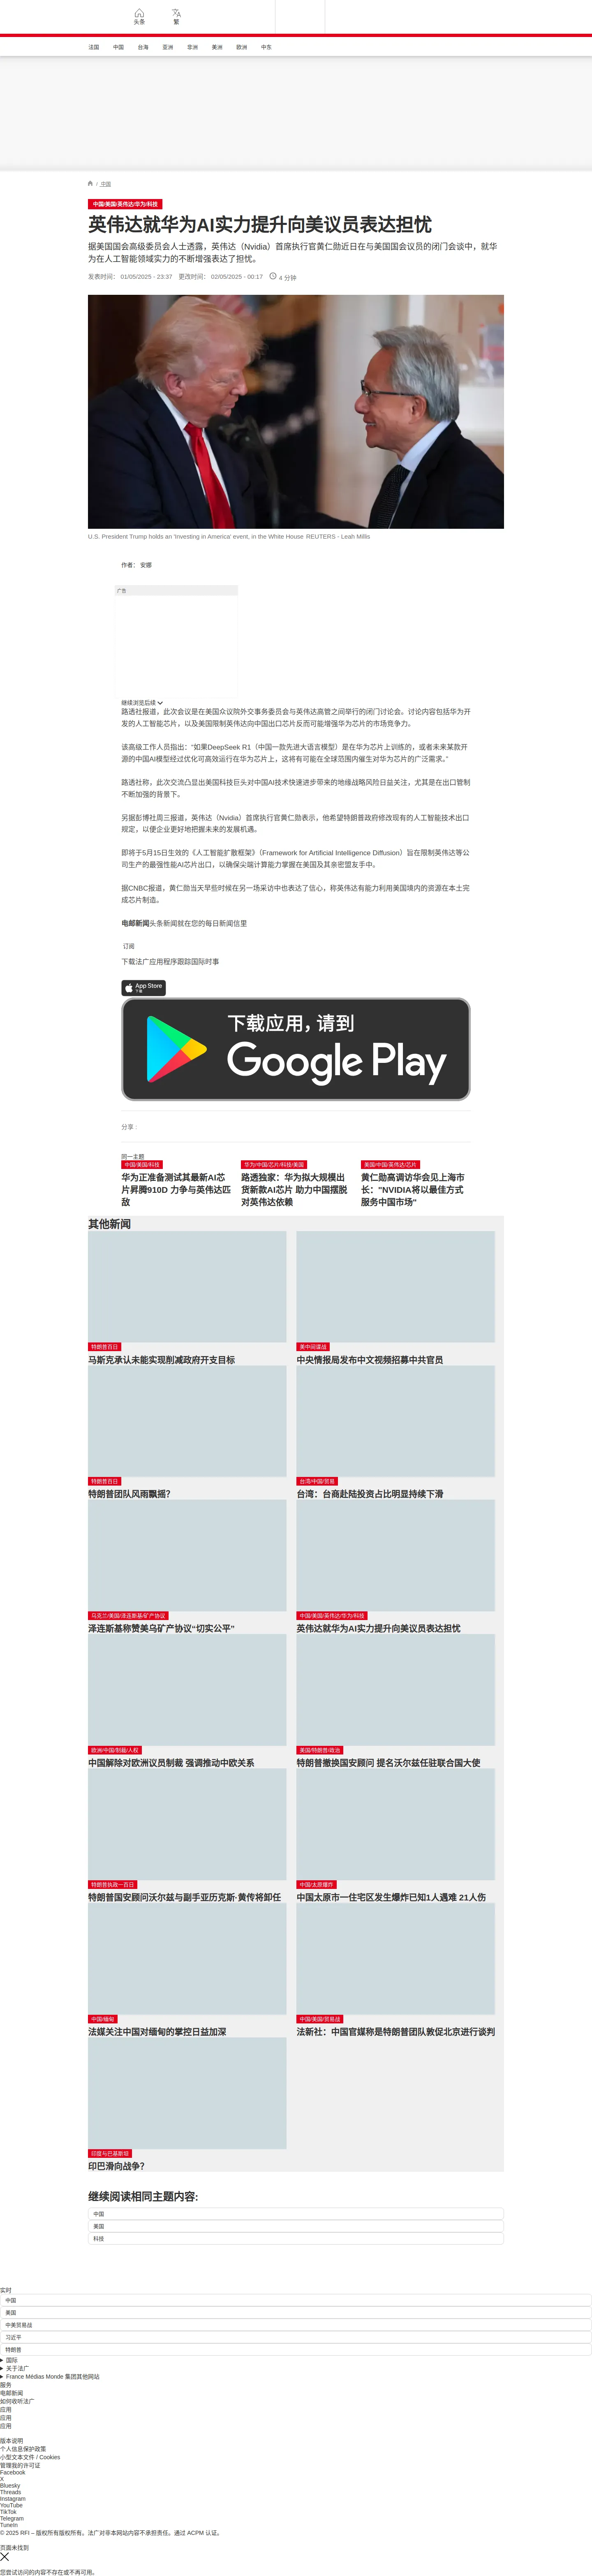 头条
繁
法国
中国
台海
亚洲
非洲
美洲
欧洲
中东
/ 中国
中国/美国/英伟达/华为/科技
英伟达就华为AI实力提升向美议员表达担忧
据美国国会高级委员会人士透露，英伟达（Nvidia）首席执行官黄仁勋近日在与美国国会议员的闭门会谈中，就华
为在人工智能领域实力的不断增强表达了担忧。
发表时间： 01/05/2025 - 23:37 更改时间： 02/05/2025 - 00:17 4 分钟
U.S. President Trump holds an 'Investing in America' event, in the White House REUTERS - Leah Millis
作者： 安娜
广告
继续浏览后续
路透社报道，此次会议是在美国众议院外交事务委员会与英伟达高管之间举行的闭门讨论会。讨论内容包括华为开
发的人工智能芯片，以及美国限制英伟达向中国出口芯片反而可能增强华为芯片的市场竞争力。
该高级工作人员指出：“如果DeepSeek R1（中国一款先进大语言模型）是在华为芯片上训练的，或者未来某款开
源的中国AI模型经过优化可高效运行在华为芯片上，这将有可能在全球范围内催生对华为芯片的广泛需求。”
路透社称，此次交流凸显出美国科技巨头对中国AI技术快速进步带来的地缘战略风险日益关注，尤其是在出口管制
不断加强的背景下。
另据彭博社周三报道，英伟达（Nvidia）首席执行官黄仁勋表示，他希望特朗普政府修改现有的人工智能技术出口
规定，以便企业更好地把握未来的发展机遇。
即将于5月15日生效的《人工智能扩散框架》（Framework for Artificial Intelligence Diffusion）旨在限制英伟达等公
司生产的最强性能AI芯片出口，以确保尖端计算能力掌握在美国及其亲密盟友手中。
据CNBC报道，黄仁勋当天早些时候在另一场采访中也表达了信心，称英伟达有能力利用美国境内的资源在本土完
成芯片制造。
电邮新闻头条新闻就在您的每日新闻信里
订阅
下载法广应用程序跟踪国际时事
App Store
下载
下载应用，请到
Google Play
分享 :
同一主题
中国/美国/科技
华为正准备测试其最新AI芯
片昇腾910D 力争与英伟达匹
敌
华为/中国/芯片/科技/美国
路透独家：华为拟大规模出
货新款AI芯片 助力中国摆脱
对英伟达依赖
美国/中国/英伟达/芯片
黄仁勋高调访华会见上海市
长："NVIDIA将以最佳方式
服务中国市场"
其他新闻
特朗普百日
马斯克承认未能实现削减政府开支目标
美中间谍战
中央情报局发布中文视频招募中共官员
特朗普百日
特朗普团队风雨飘摇？
台湾/中国/贸易
台湾：台商赴陆投资占比明显持续下滑
乌克兰/美国/泽连斯基/矿产协议
泽连斯基称赞美乌矿产协议“切实公平”
中国/美国/英伟达/华为/科技
英伟达就华为AI实力提升向美议员表达担忧
欧洲/中国/制裁/人权
中国解除对欧洲议员制裁 强调推动中欧关系
美国/特朗普/政治
特朗普撤换国安顾问 提名沃尔兹任驻联合国大使
特朗普执政一百日
特朗普国安顾问沃尔兹与副手亚历克斯·黄传将卸任
中国/太原爆炸
中国太原市一住宅区发生爆炸已知1人遇难 21人伤
中国/缅甸
法媒关注中国对缅甸的掌控日益加深
中国/美国/贸易战
法新社：中国官媒称是特朗普团队敦促北京进行谈判
印度与巴基斯坦
印巴滑向战争？
继续阅读相同主题内容:
中国
美国
科技
实时
中国
美国
中美贸易战
习近平
特朗普
国际
关于法广
France Médias Monde 集团其他网站
服务
电邮新闻
如何收听法广
应用
应用
应用
版本说明
个人信息保护政策
小型文本文件 / Cookies
管理我的许可证
Facebook
X
Bluesky
Threads
Instagram
YouTube
TikTok
Telegram
TuneIn
© 2025 RFI – 版权所有版权所有。法广对非本网站内容不承担责任。通过 ACPM 认证。
页面未找到
您尝试访问的内容不存在或不再可用。